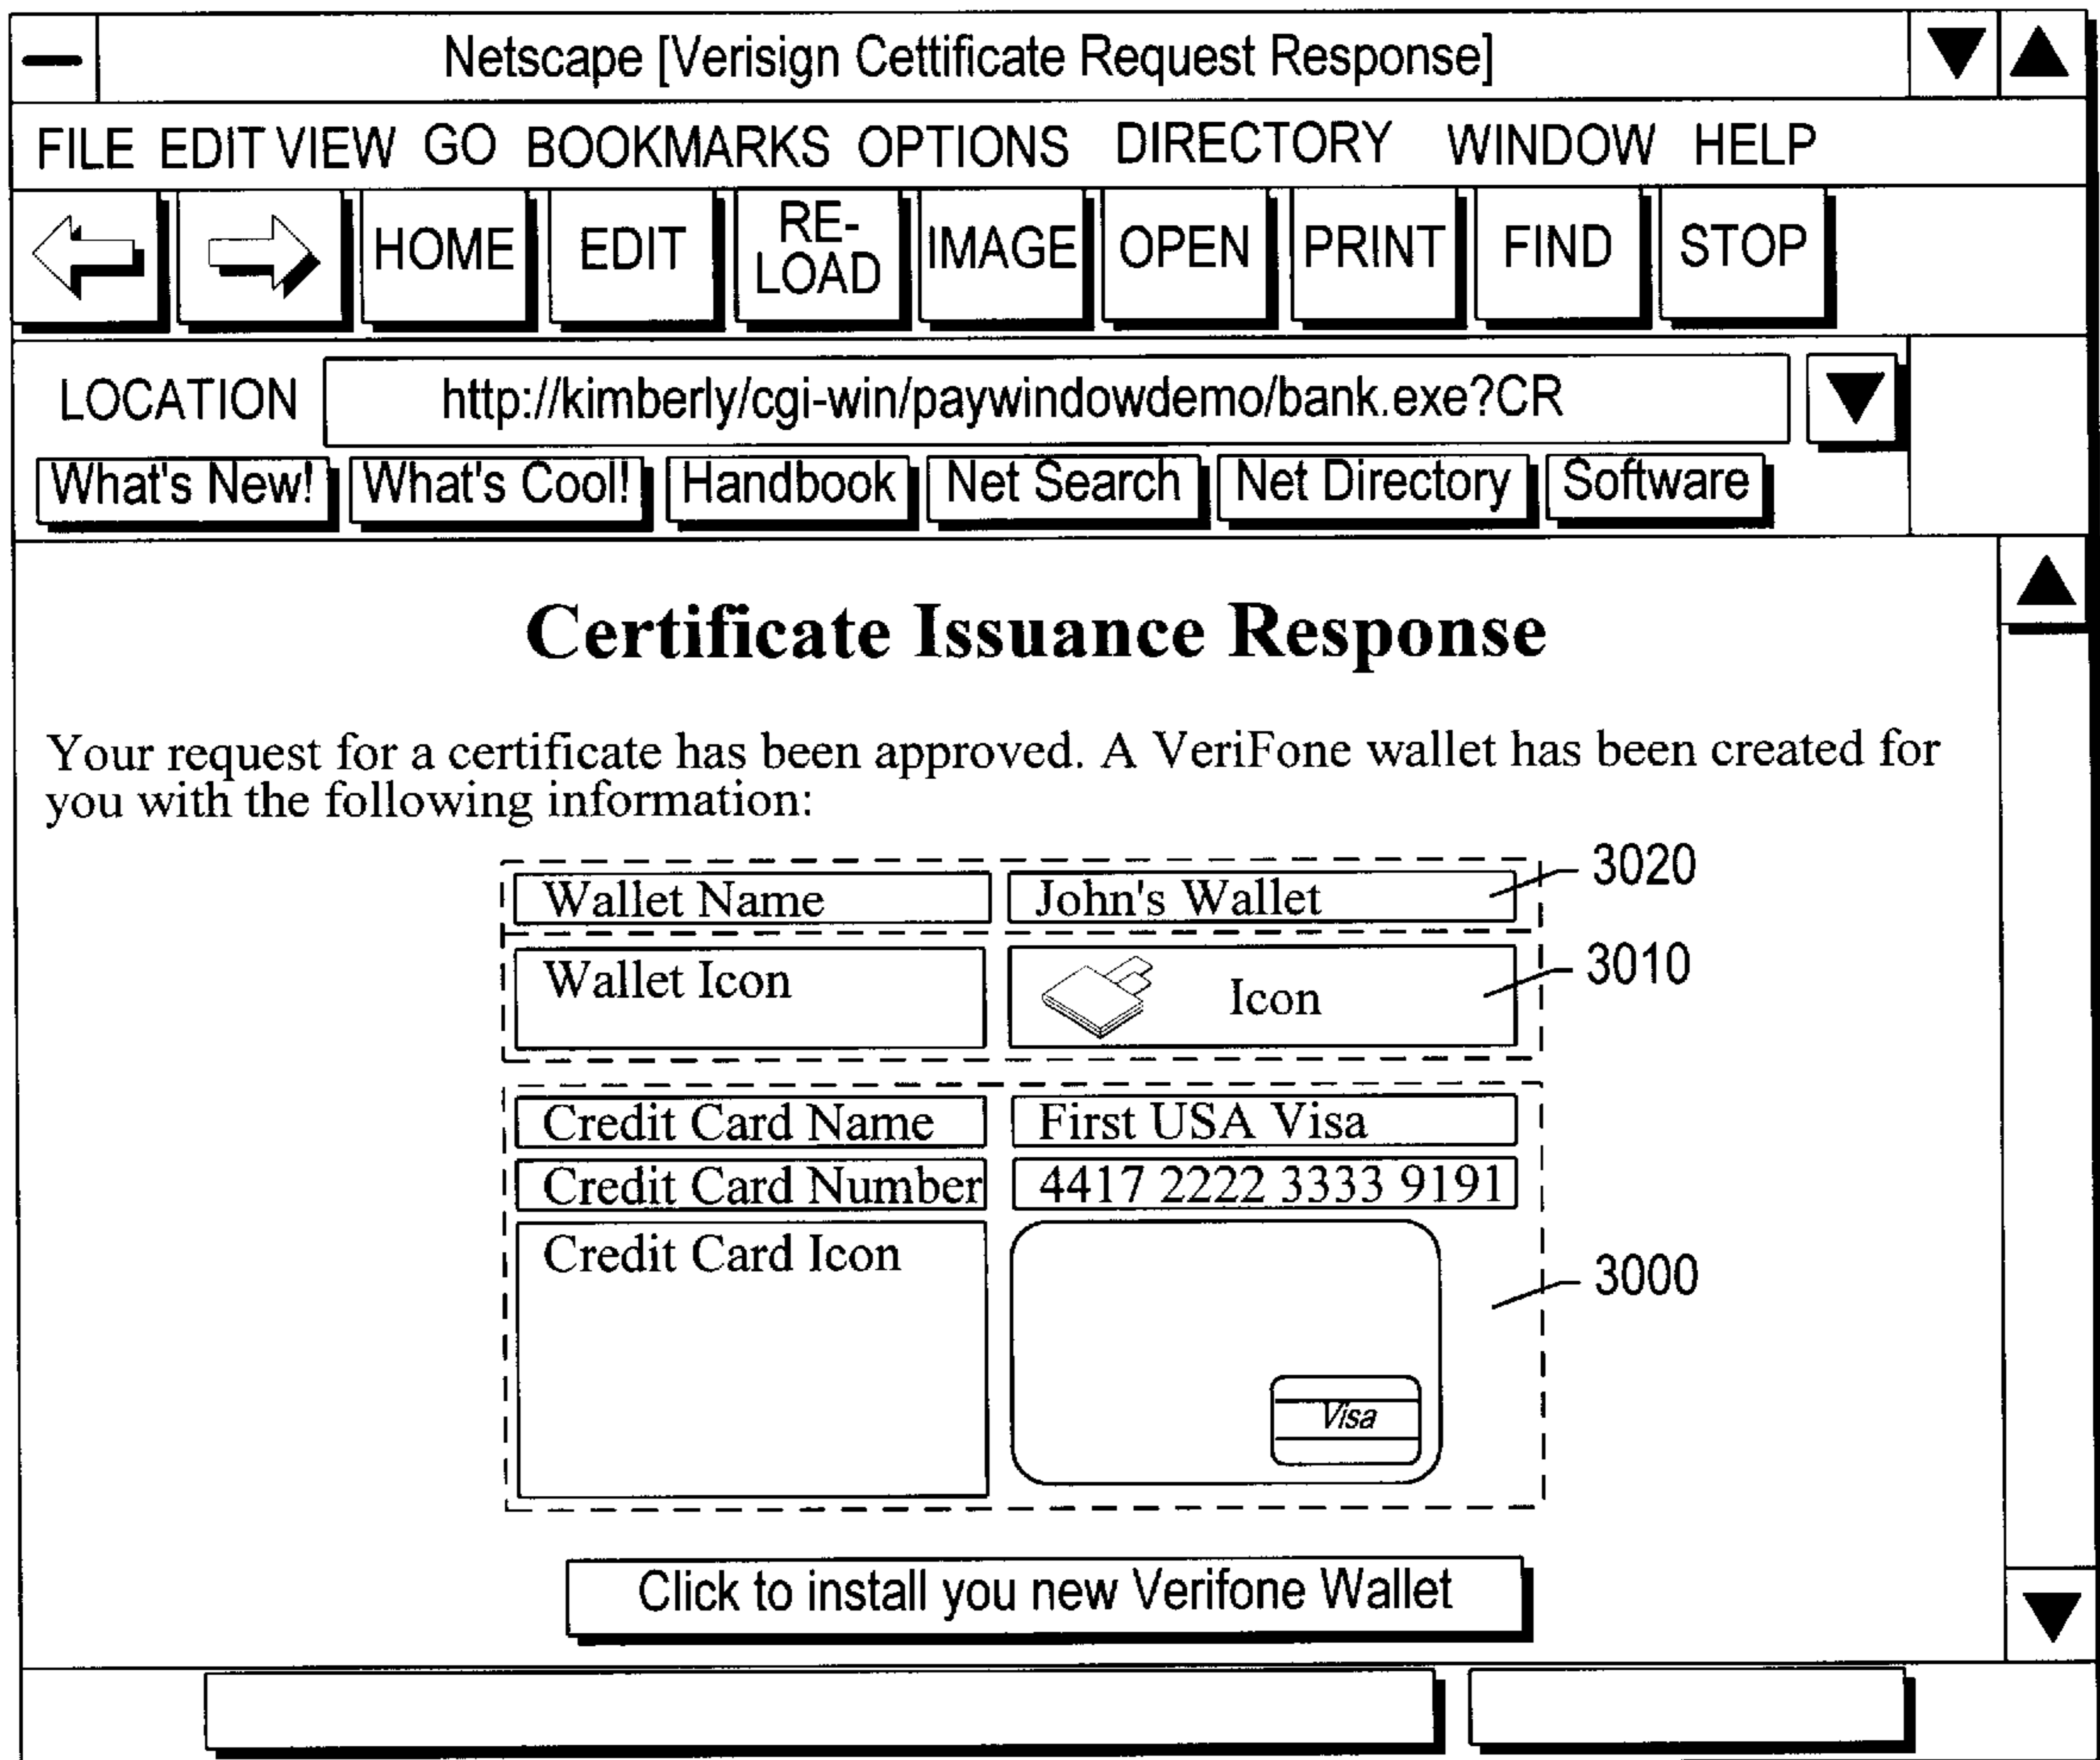 Netscape [Verisign Cettificate Request Response]
FILE EDIT VIEW GO BOOKMARKS OPTIONS DIRECTORY WINDOW HELP
HOME EDIT RE-LOAD IMAGE OPEN PRINT FIND STOP
LOCATION http://kimberly/cgi-win/paywindowdemo/bank.exe?CR
What's New! What's Cool! Handbook Net Search Net Directory Software
Certificate Issuance Response
Your request for a certificate has been approved. A VeriFone wallet has been created for
you with the following information:
Wallet Name John's Wallet 3020
Wallet Icon Icon 3010
Credit Card Name First USA Visa
Credit Card Number 4417 2222 3333 9191
Credit Card Icon 3000
Visa
Click to install you new Verifone Wallet